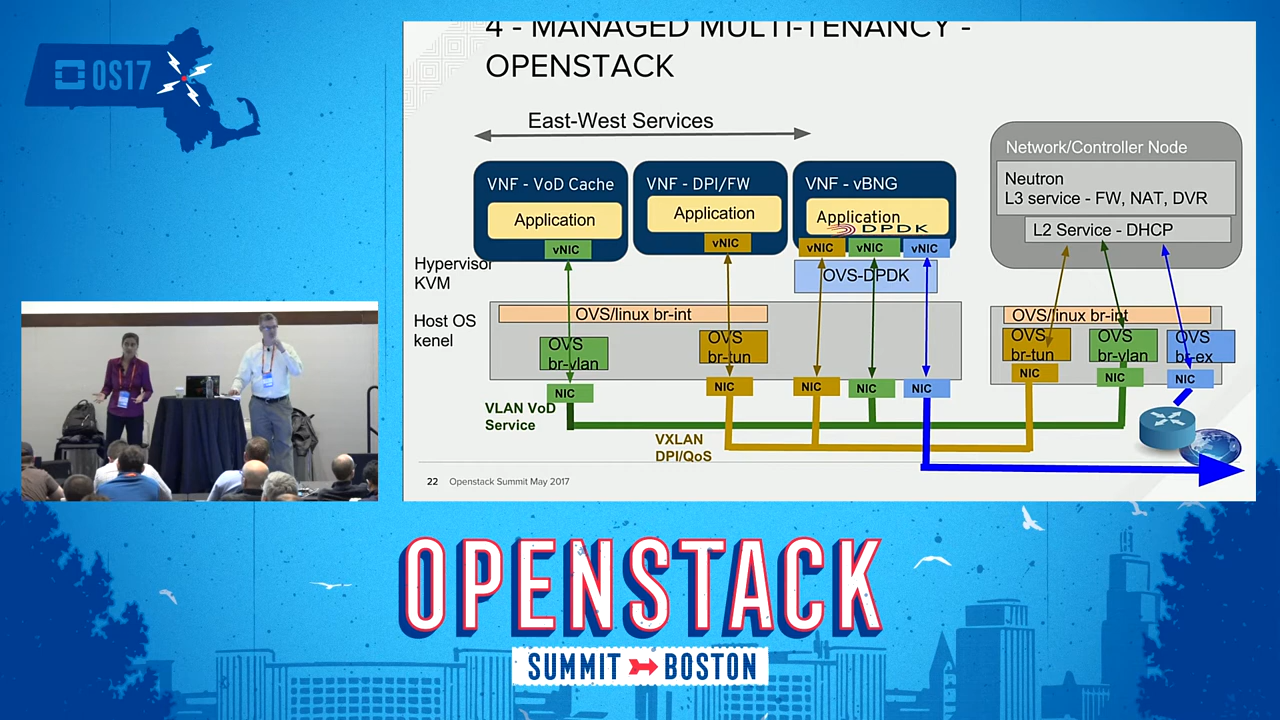 OS17
4 - MANAGED MULTI-TENANCY -
OPENSTACK
East-West Services
VNF - VoD Cache
Application
vNIC
VNF - DPI/FW
Application
vNIC
VNF - vBNG
Application
DPDK
vNIC
vNIC
vNIC
OVS-DPDK
Hypervisor
KVM
Host OS
kenel
OVS/linux br-int
OVS
br-vlan
OVS
br-tun
NIC
NIC
NIC
NIC
NIC
VLAN VoD
Service
VXLAN
DPI/QoS
Network/Controller Node
Neutron
L3 service - FW, NAT, DVR
L2 Service - DHCP
OVS/linux br-int
OVS
br-tun
OVS
br-vlan
OVS
br-ex
NIC
NIC
NIC
22 Openstack Summit May 2017
OPENSTACK
SUMMIT BOSTON